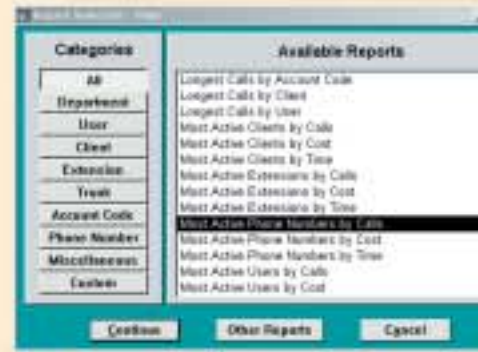 Categories
All
Department
User
Client
Extension
Trunk
Account Code
Phone Number
Miscellaneous
Custom
Available Reports
Longest Calls by Account Code
Longest Calls by Client
Longest Calls by User
Most Active Clients by Calls
Most Active Clients by Cost
Most Active Clients by Time
Most Active Extensions by Calls
Most Active Extensions by Cost
Most Active Extensions by Time
Most Active Phone Numbers by Calls
Most Active Phone Numbers by Cost
Most Active Phone Numbers by Time
Most Active Users by Calls
Most Active Users by Cost
Continue
Other Reports
Cancel